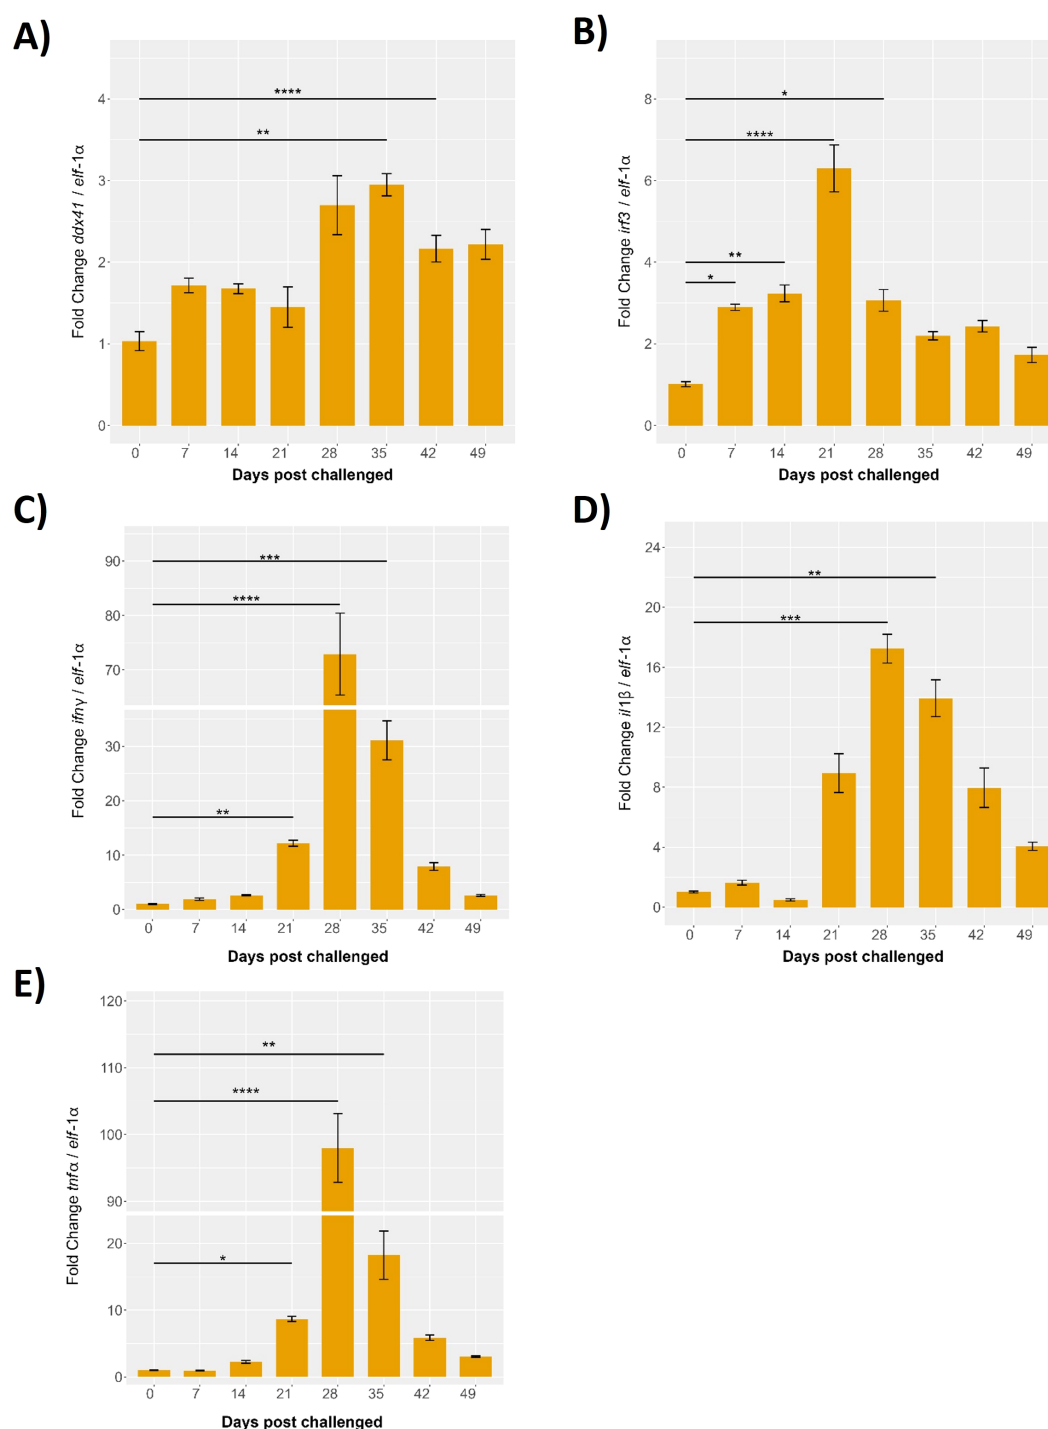 A)
4
3
2
1
0
Fold Change ddx41 / elf-1α
****
**
0 7 14 21 28 35 42 49
Days post challenged
B)
8
6
4
2
0
Fold Change irf3 / elf-1α
*
****
**
*
0 7 14 21 28 35 42 49
Days post challenged
C)
90
80
70
30
20
10
0
Fold Change ifnγ / elf-1α
***
****
**
0 7 14 21 28 35 42 49
Days post challenged
D)
24
20
16
12
8
4
0
Fold Change il1β / elf-1α
**
***
0 7 14 21 28 35 42 49
Days post challenged
E)
120
110
100
90
20
10
0
Fold Change tnfα / elf-1α
**
****
*
0 7 14 21 28 35 42 49
Days post challenged